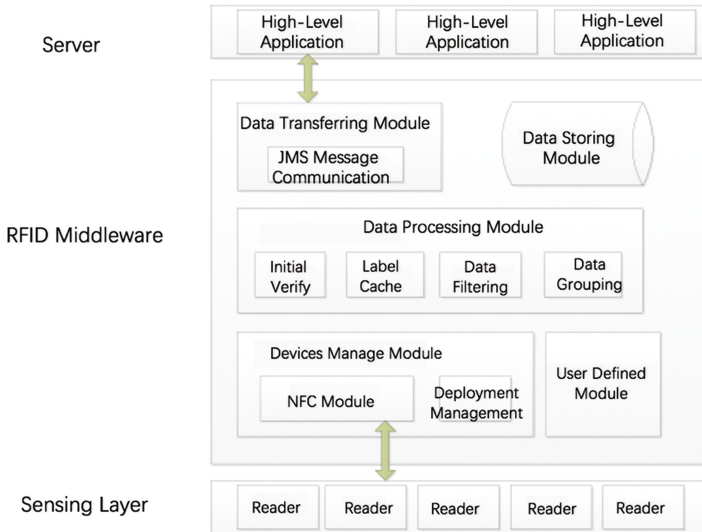 Server
High-Level
Application
High-Level
Application
High-Level
Application
Data Transferring Module
JMS Message
Communication
Data Storing
Module
RFID Middleware
Data Processing Module
Initial
Verify
Label
Cache
Data
Filtering
Data
Grouping
Devices Manage Module
NFC Module
Deployment
Management
User Defined
Module
Sensing Layer
Reader
Reader
Reader
Reader
Reader